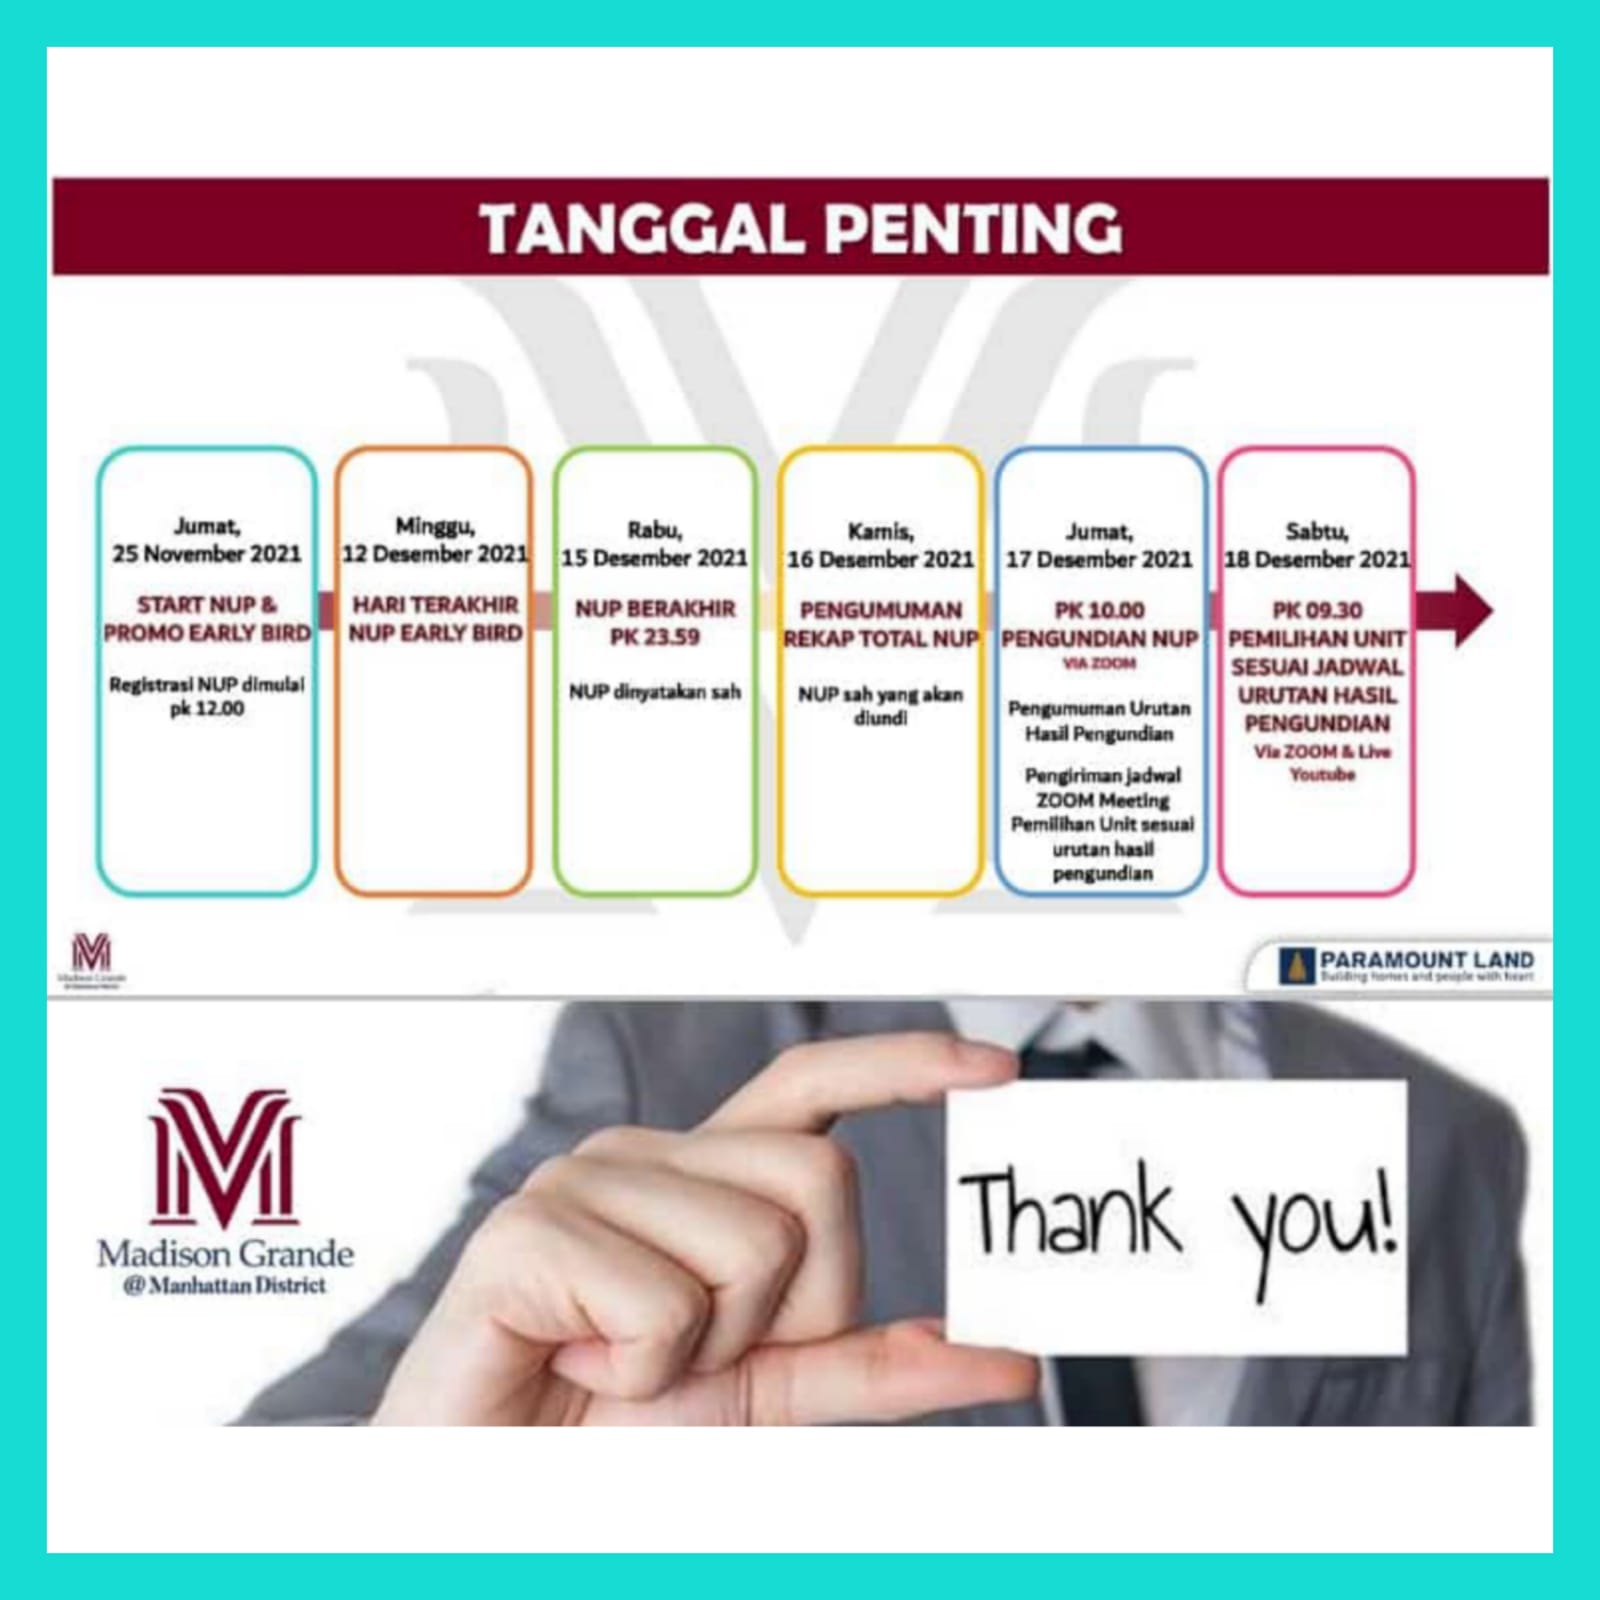 TANGGAL PENTING
Jumat,
25 November 2021
START NUP &
PROMO EARLY BIRD
Registrasi NUP dimulai
pk 12.00
Minggu,
12 Desember 2021
HARI TERAKHIR
NUP EARLY BIRD
Rabu,
15 Desember 2021
NUP BERAKHIR
PK 23.59
NUP dinyatakan sah
Kamis,
16 Desember 2021
PENGUMUMAN
REKAP TOTAL NUP
NUP sah yang akan
diundi
Jumat,
17 Desember 2021
PK 10.00
PENGUNDIAN NUP
VIA ZOOM
Pengumuman Urutan
Hasil Pengundian
Pengiriman jadwal
ZOOM Meeting
Pemilihan Unit sesuai
urutan hasil
pengundian
Sabtu,
18 Desember 2021
PK 09.30
PEMILIHAN UNIT
SESUAI JADWAL
URUTAN HASIL
PENGUNDIAN
Via ZOOM & Live
Youtube
Madison Grande
PARAMOUNT LAND
Building homes and people with heart
Madison Grande
@ Manhattan District
Thank you!